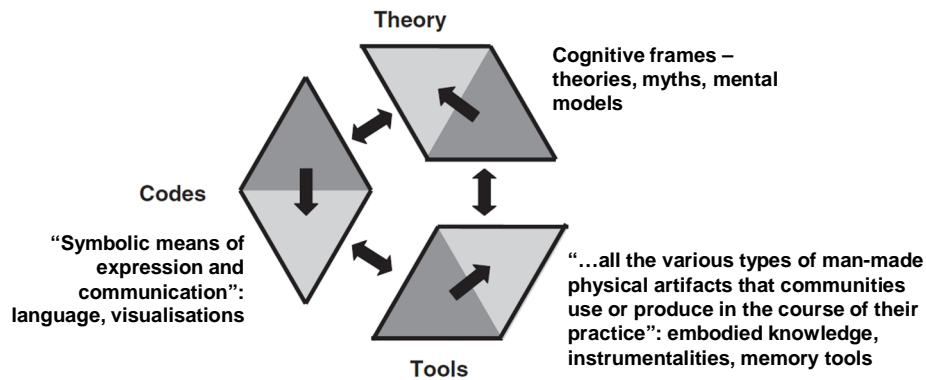 Theory
Cognitive frames –
theories, myths, mental
models
Codes
“Symbolic means of
expression and
communication”:
language, visualisations
“…all the various types of man-made
physical artifacts that communities
use or produce in the course of their
practice”: embodied knowledge,
instrumentalities, memory tools
Tools